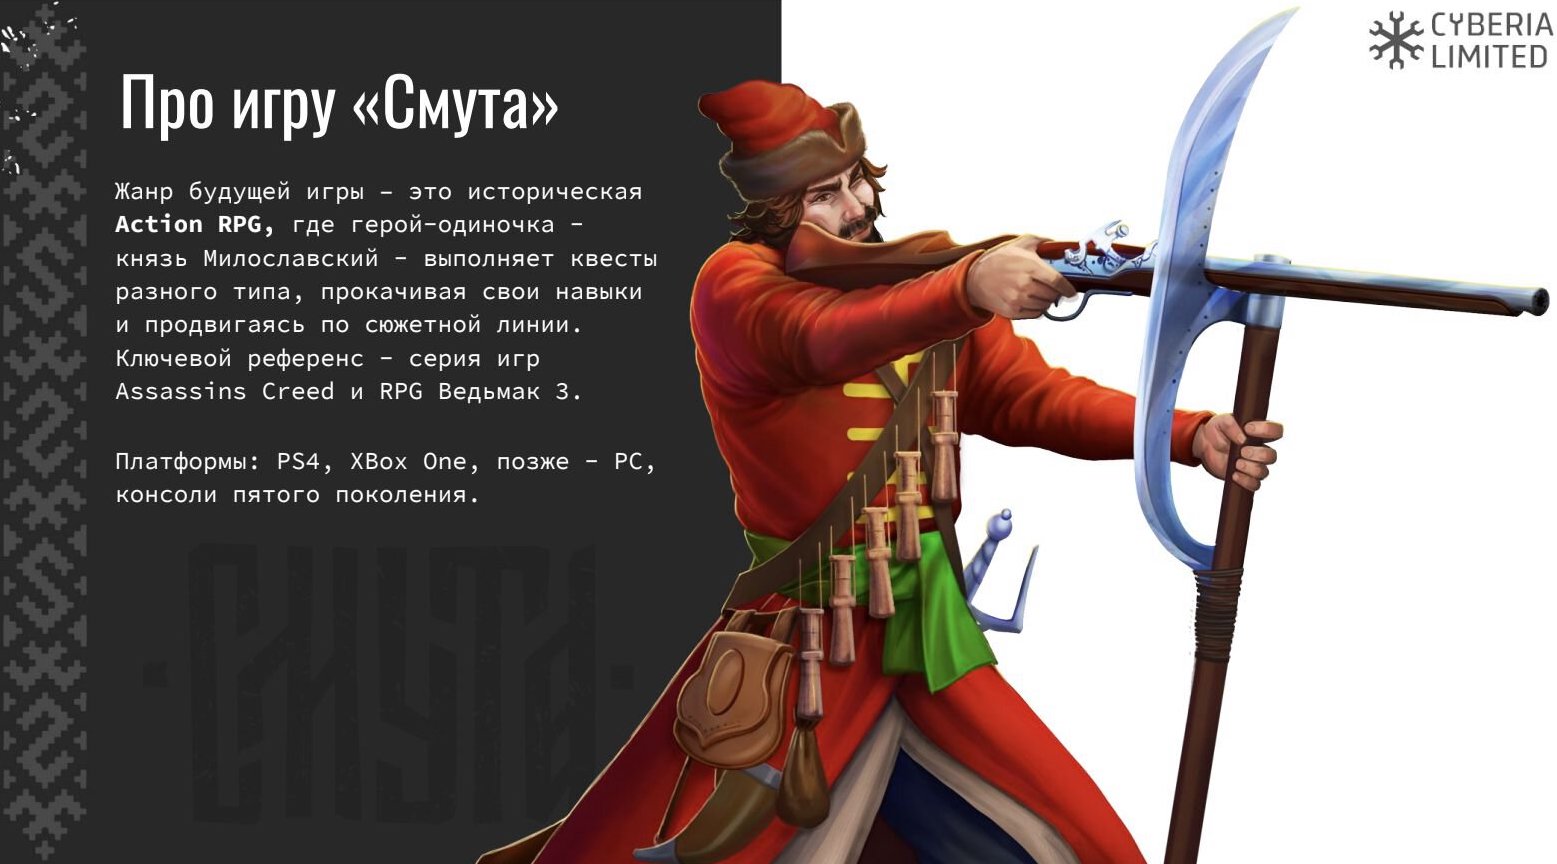 Про игру «Смута»
Жанр будущей игры – это историческая
Action RPG, где герой-одиночка –
князь Милославский – выполняет квесты
разного типа, прокачивая свои навыки
и продвигаясь по сюжетной линии.
Ключевой референс – серия игр
Assassins Creed и RPG Ведьмак 3.
Платформы: PS4, XBox One, позже – PC,
консоли пятого поколения.
·СМУТА·
CYBERIA
LIMITED